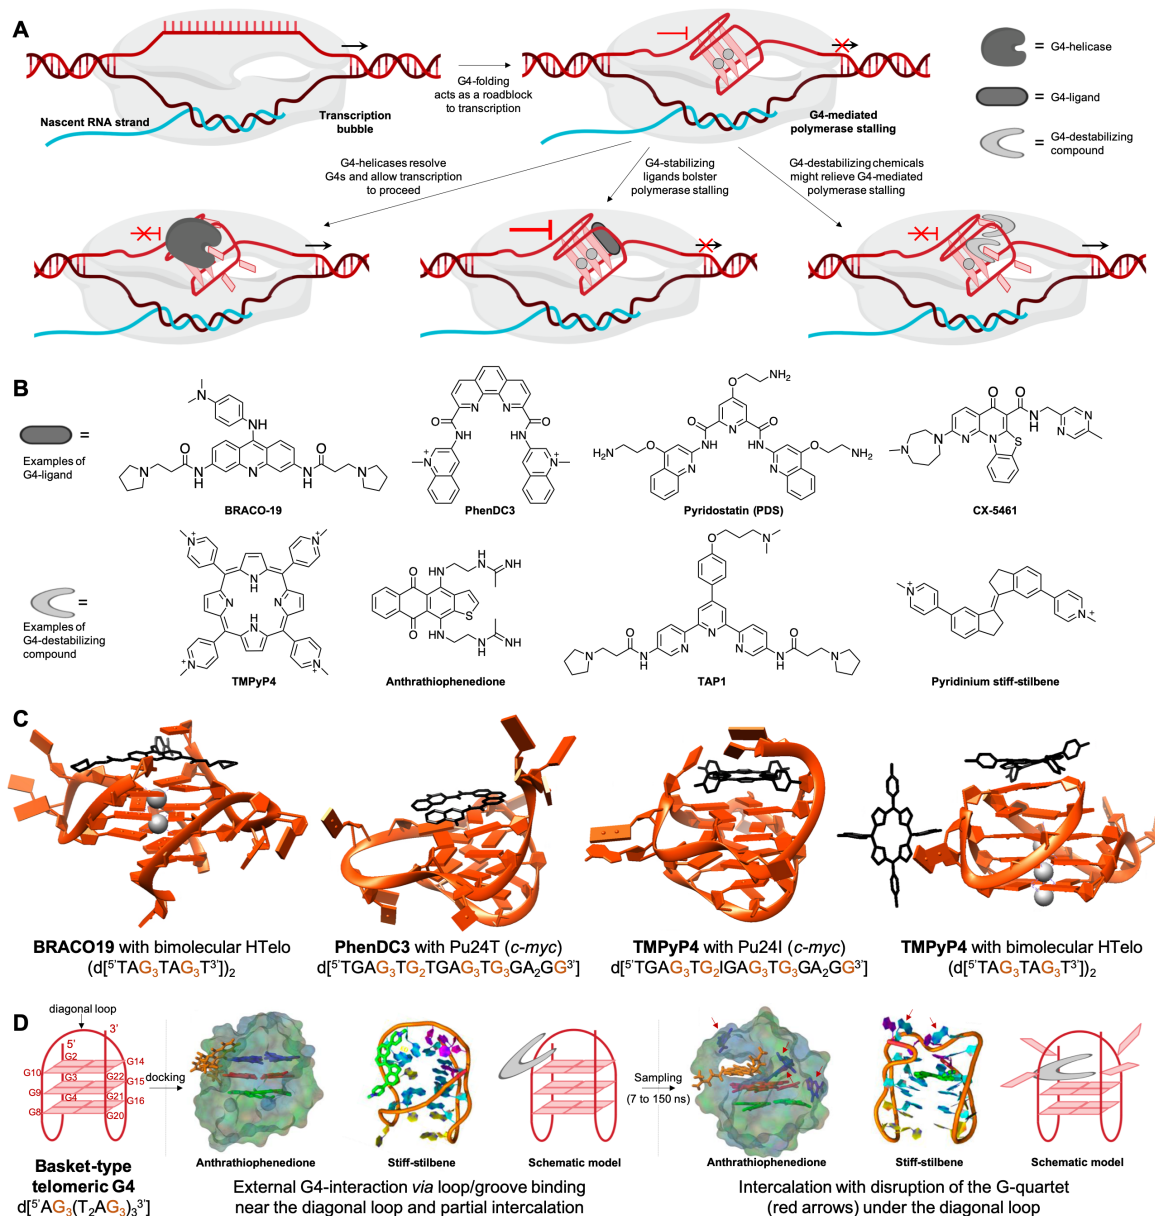 A
Nascent RNA strand
Transcription
bubble
G4-folding
acts as a roadblock
to transcription
G4-mediated
polymerase stalling
= G4-helicase
= G4-ligand
= G4-destabilizing
compound
G4-helicases resolve
G4s and allow transcription
to proceed
G4-stabilizing
ligands bolster
polymerase stalling
G4-destabilizing chemicals
might relieve G4-mediated
polymerase stalling
B
=
Examples of
G4-ligand
BRACO-19
PhenDC3
Pyridostatin (PDS)
CX-5461
=
Examples of
G4-destabilizing
compound
TMPyP4
Anthrathiophenedione
TAP1
Pyridinium stiff-stilbene
C
BRACO19 with bimolecular HTelo
(d[5'TAG3TAG3T3'])2
PhenDC3 with Pu24T (c-myc)
d[5'TGAG3TG2TGAG3TG3GA2GG3']
TMPyP4 with Pu24I (c-myc)
d[5'TGAG3TG2IGAG3TG3GA2GG3']
TMPyP4 with bimolecular HTelo
(d[5'TAG3TAG3T3'])2
D
diagonal loop
5'
3'
G2
G14
G10
G3
G22
G15
G9
G4
G21
G16
G8
G20
docking
Sampling
(7 to 150 ns)
Basket-type
telomeric G4
d[5'AG3(T2AG3)33']
Anthrathiophenedione
Stiff-stilbene
Schematic model
External G4-interaction via loop/groove binding
near the diagonal loop and partial intercalation
Anthrathiophenedione
Stiff-stilbene
Schematic model
Intercalation with disruption of the G-quartet
(red arrows) under the diagonal loop